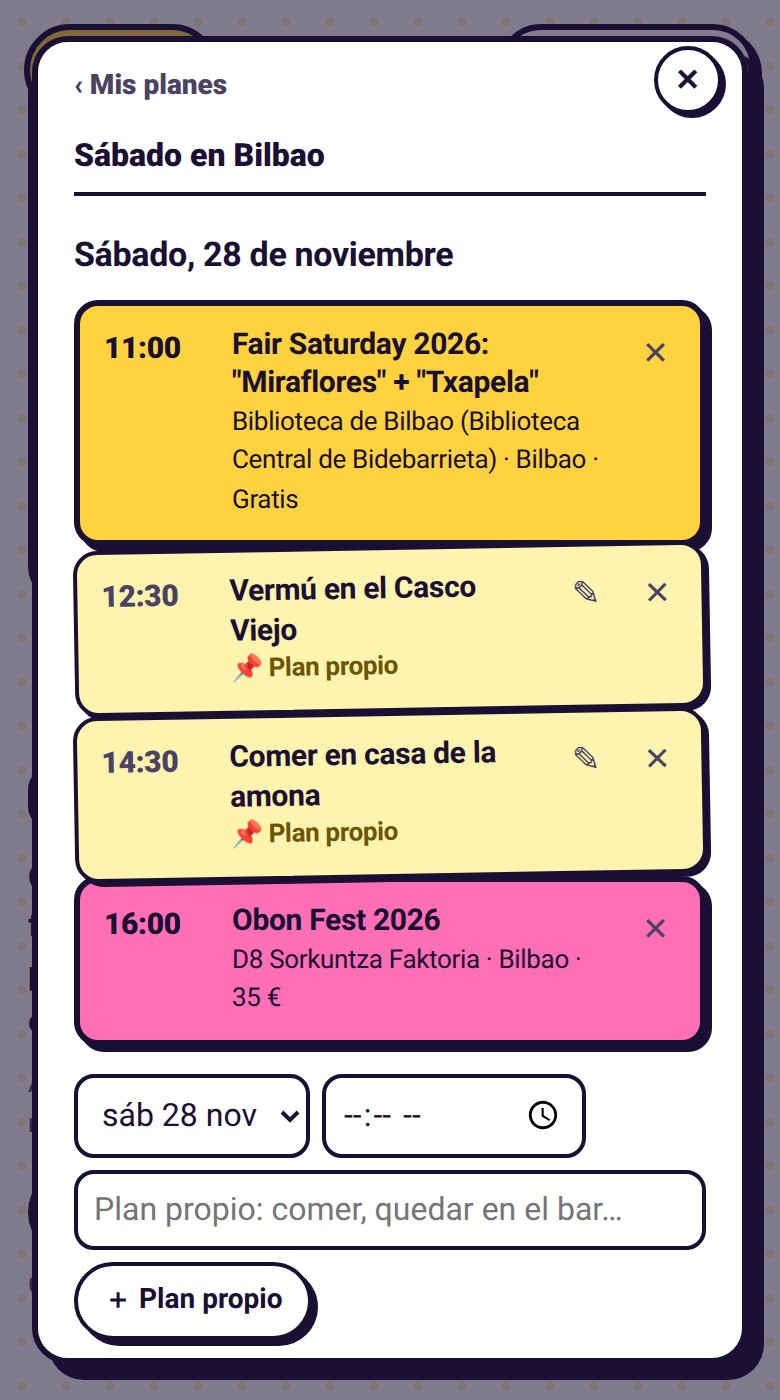 ‹ Mis planes
✕
Sábado en Bilbao
Sábado, 28 de noviembre
11:00
Fair Saturday 2026:
"Miraflores" + "Txapela"
Biblioteca de Bilbao (Biblioteca
Central de Bidebarrieta) · Bilbao ·
Gratis
✕
12:30
Vermú en el Casco
Viejo
📌 Plan propio
✎ ✕
14:30
Comer en casa de la
amona
📌 Plan propio
✎ ✕
16:00
Obon Fest 2026
D8 Sorkuntza Faktoria · Bilbao ·
35 €
✕
sáb 28 nov
--:-- --
Plan propio: comer, quedar en el bar…
+ Plan propio